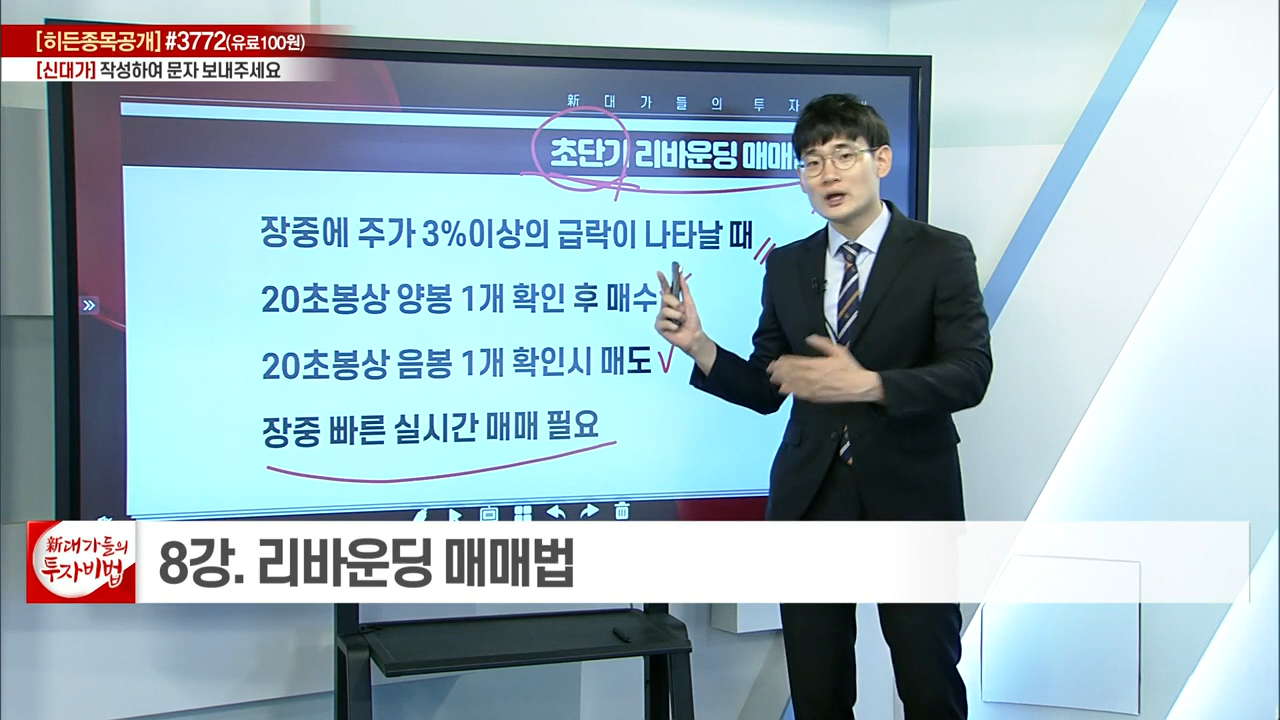 [히든종목공개] #3772(유료100원)
[신대가] 작성하여 문자 보내주세요
新 대 가 들 의 투 자
초단기 리바운딩 매매
장중에 주가 3%이상의 급락이 나타날 때
20초봉상 양봉 1개 확인 후 매수
20초봉상 음봉 1개 확인시 매도
장중 빠른 실시간 매매 필요
新대가들의
투자비법
8강. 리바운딩 매매법